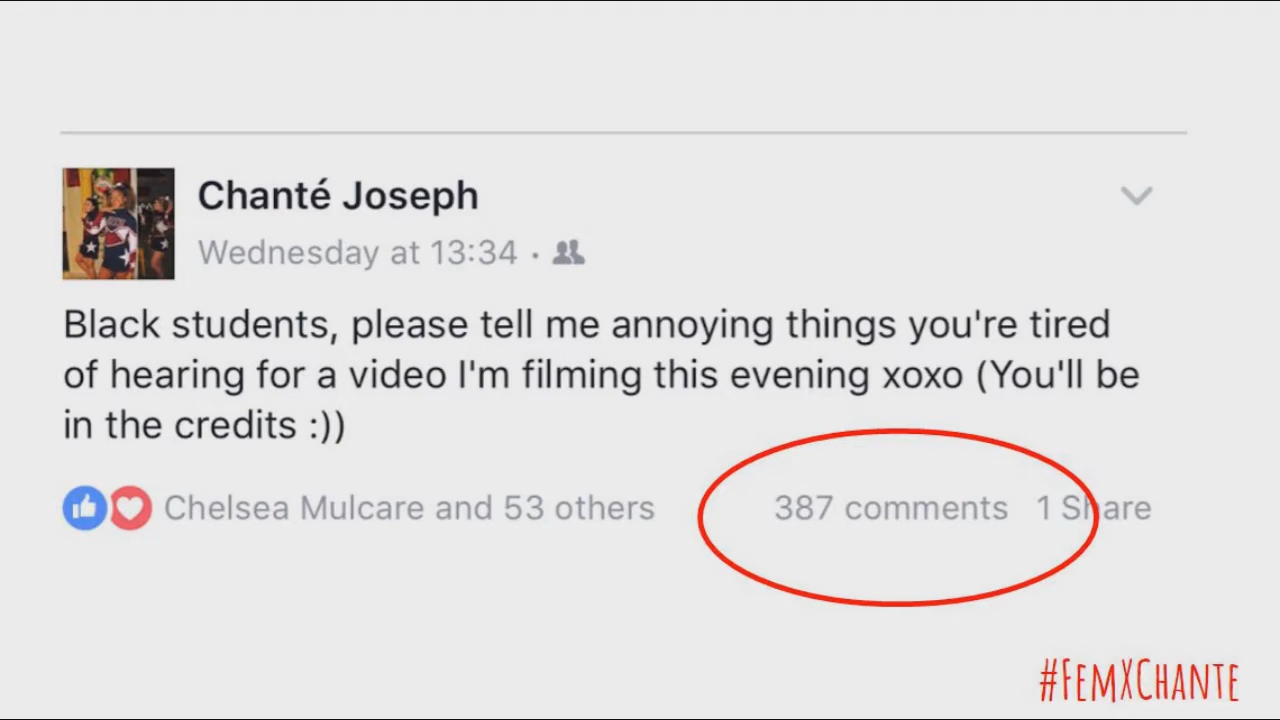 Chanté Joseph
Wednesday at 13:34 ·
Black students, please tell me annoying things you're tired
of hearing for a video I'm filming this evening xoxo (You'll be
in the credits :))
Chelsea Mulcare and 53 others 387 comments 1 Share
#FEMXCHANTE